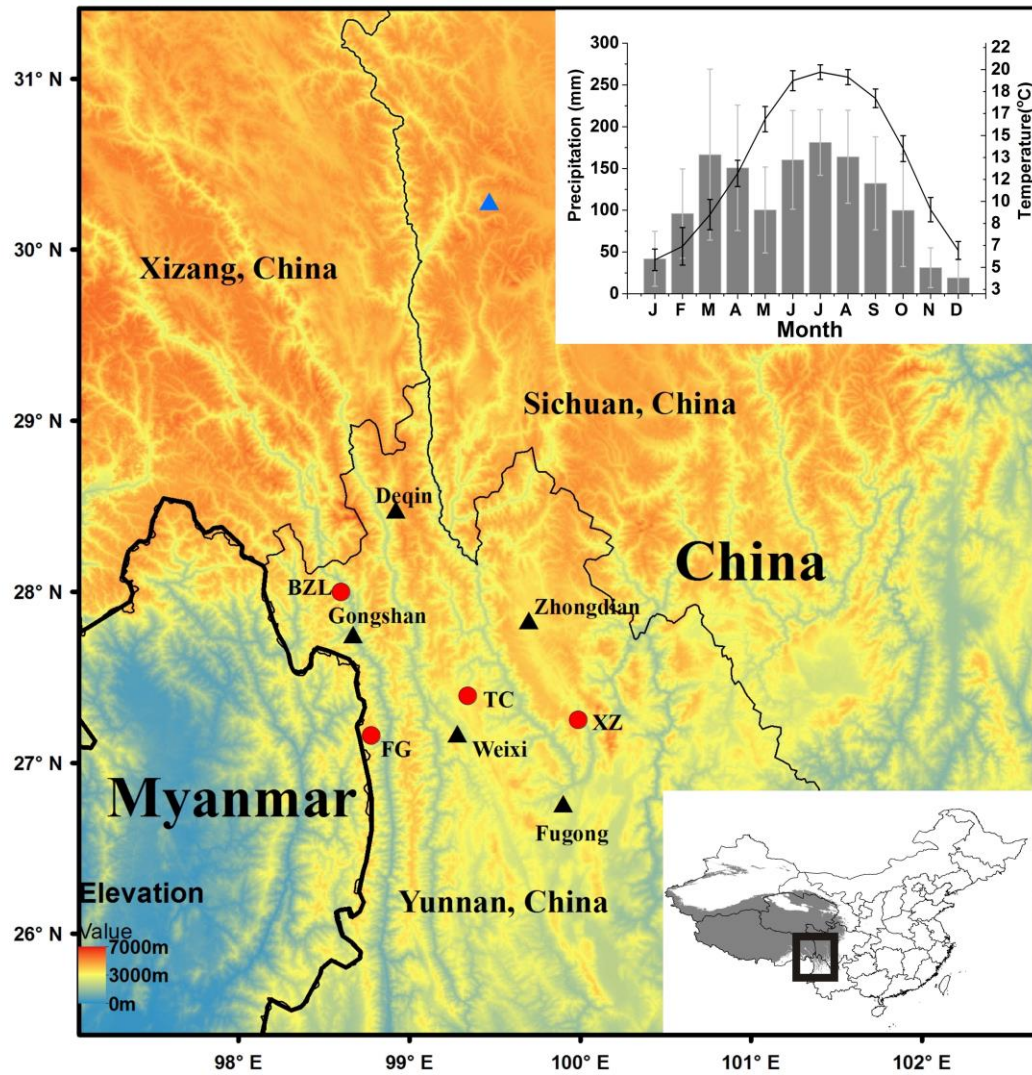 31° N
30° N
29° N
28° N
27° N
26° N
98° E
99° E
100° E
101° E
102° E
300
250
200
150
100
50
0
Precipitation (mm)
22
20
18
17
15
13
12
10
8
7
5
3
Temperature(°C)
J F M A M J J A S O N D
Month
Xizang, China
Sichuan, China
Deqin
China
BZL
Gongshan
Zhongdian
TC
XZ
FG
Weixi
Myanmar
Fugong
Yunnan, China
Elevation
Value
7000m
3000m
0m